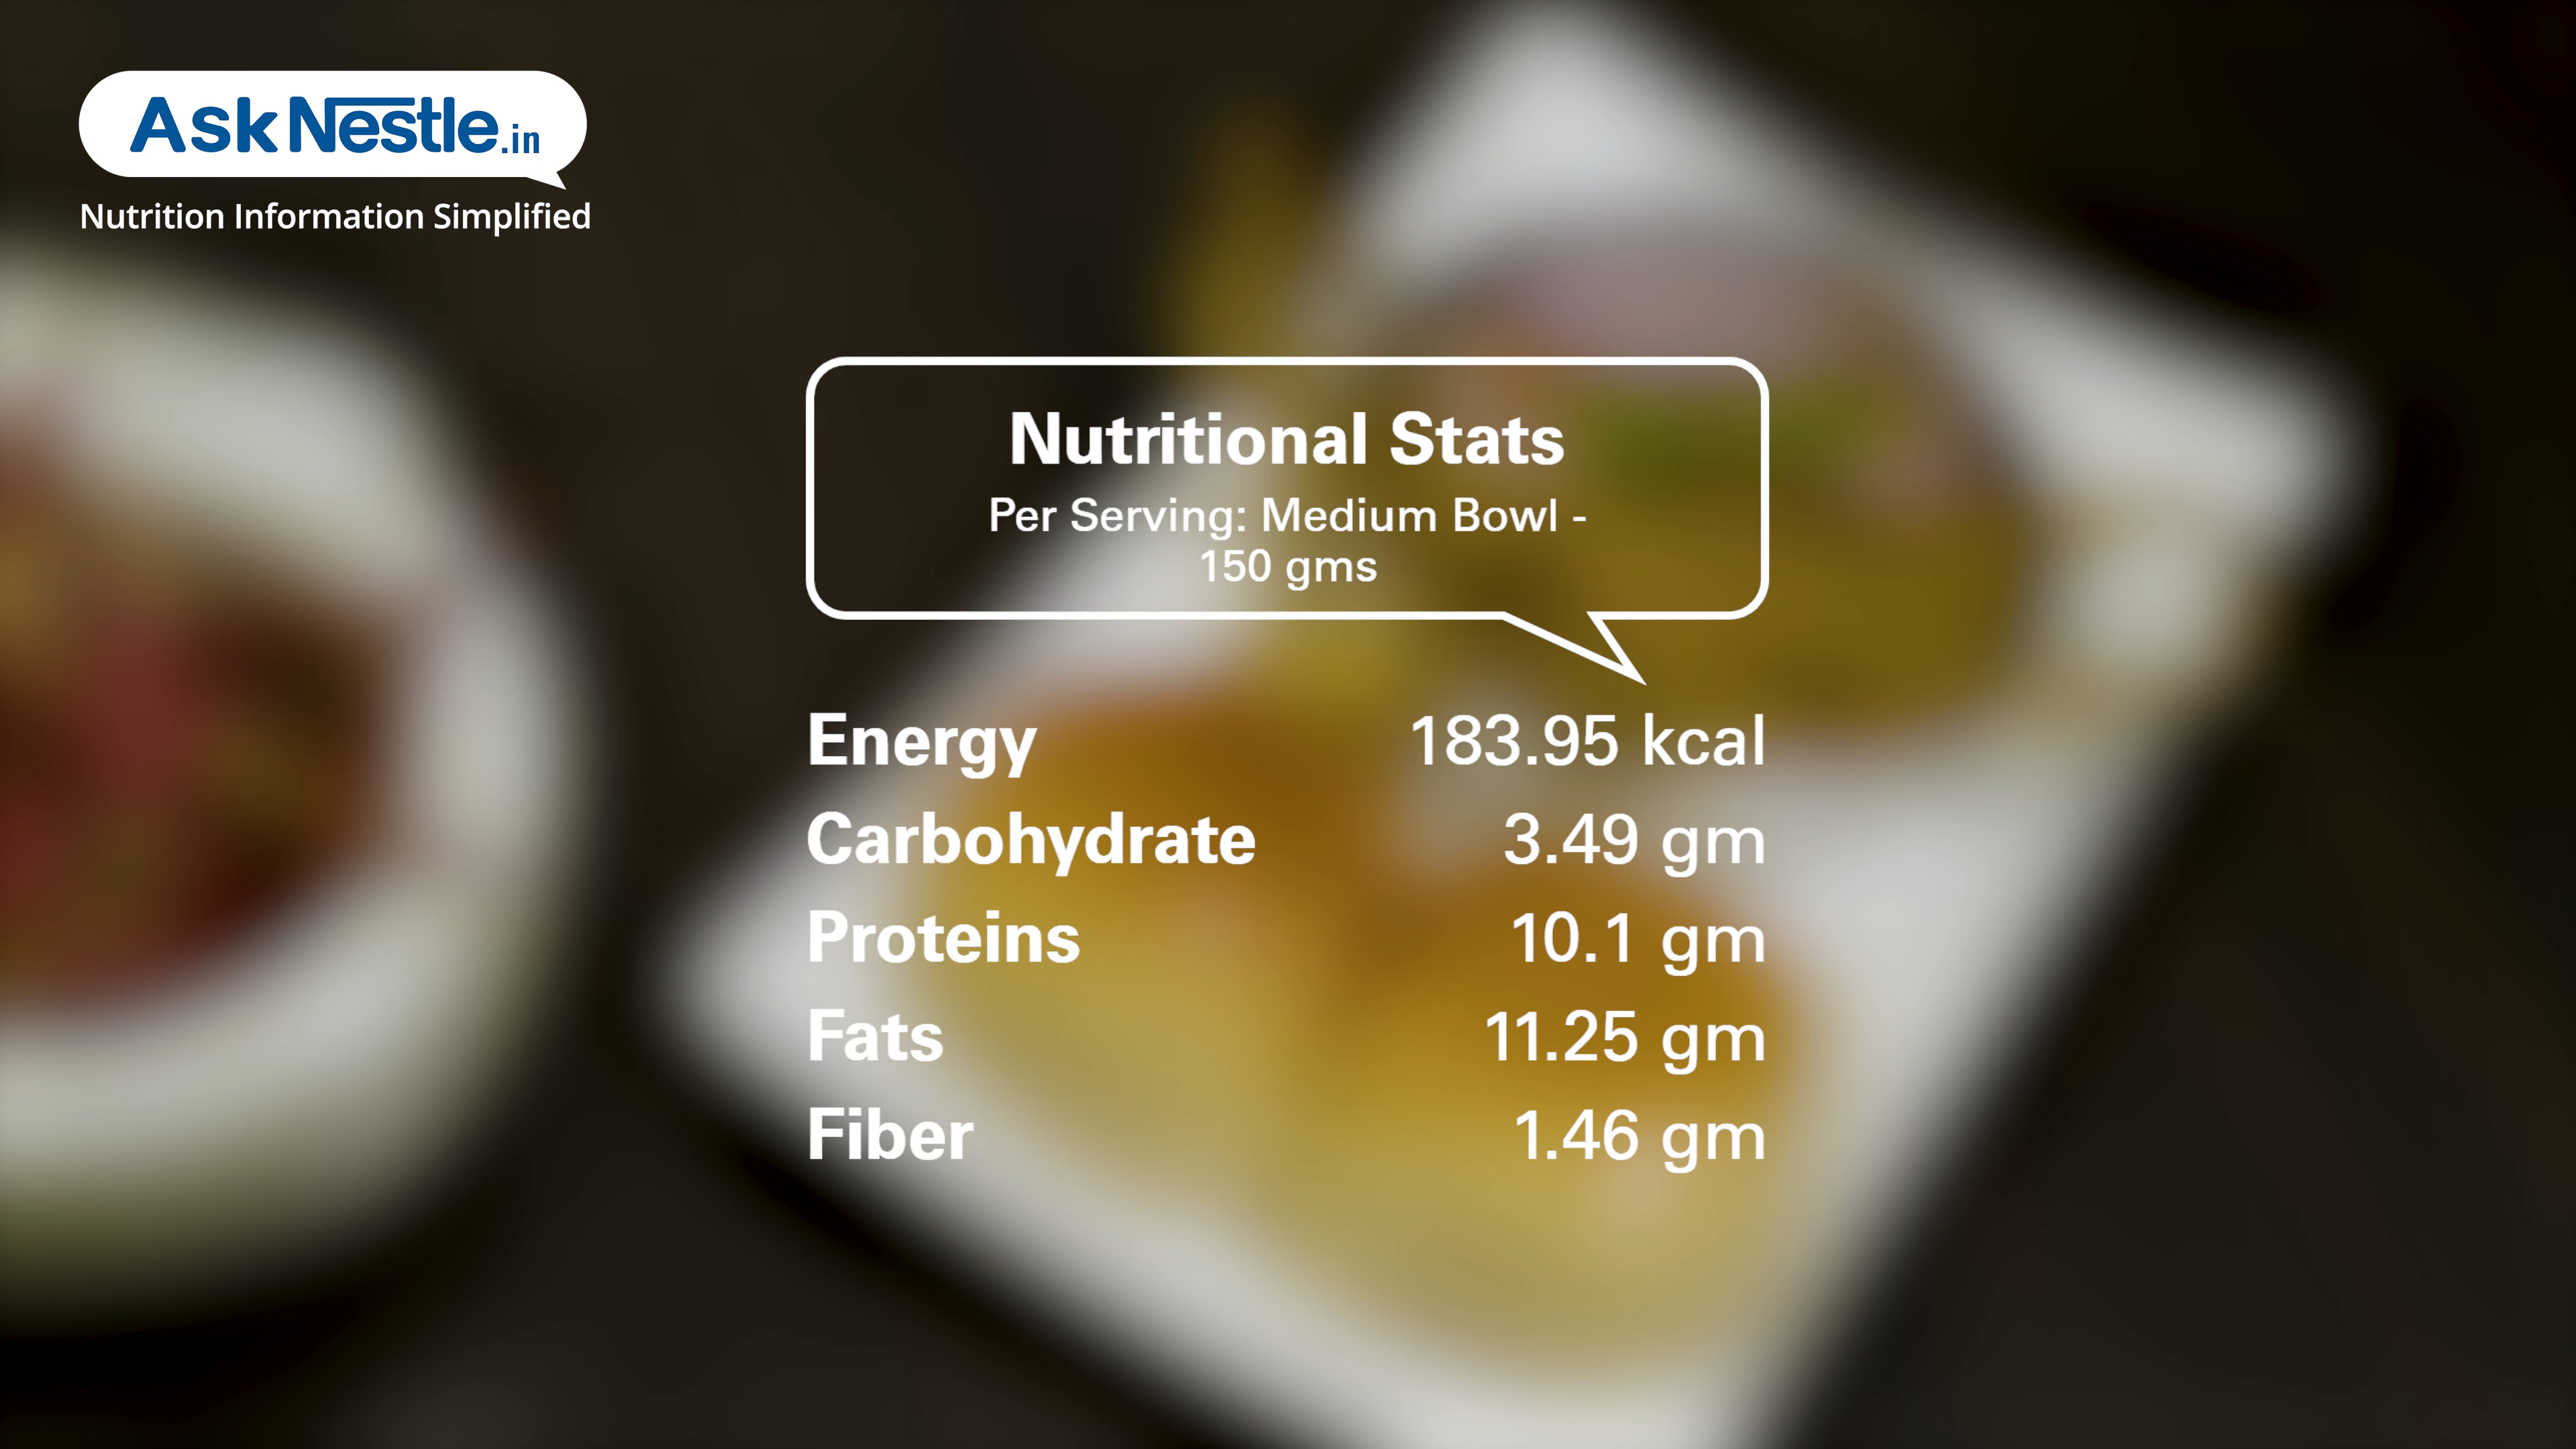 AskNestle.in
Nutrition Information Simplified
Nutritional Stats
Per Serving: Medium Bowl -
150 gms
Energy 183.95 kcal
Carbohydrate 3.49 gm
Proteins 10.1 gm
Fats 11.25 gm
Fiber 1.46 gm